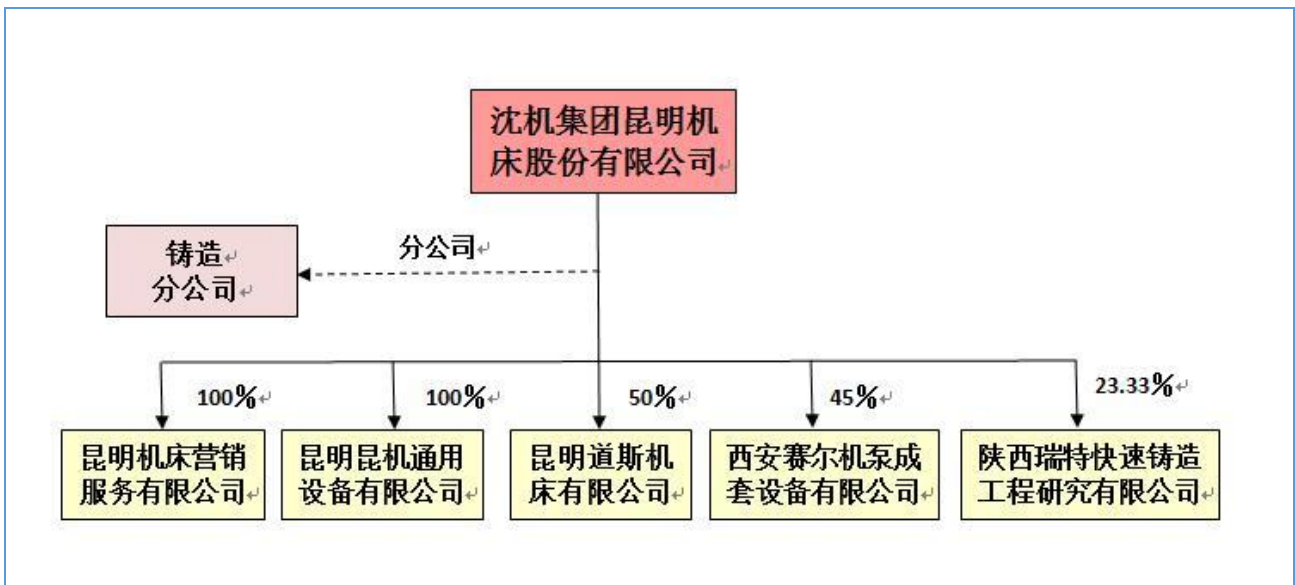 沈机集团昆明机
床股份有限公司
分公司
铸造
分公司
100%
100%
50%
45%
23.33%
昆明机床营销
服务有限公司
昆明昆机通用
设备有限公司
昆明道斯机
床有限公司
西安赛尔机泵成
套设备有限公司
陕西瑞特快速铸造
工程研究有限公司